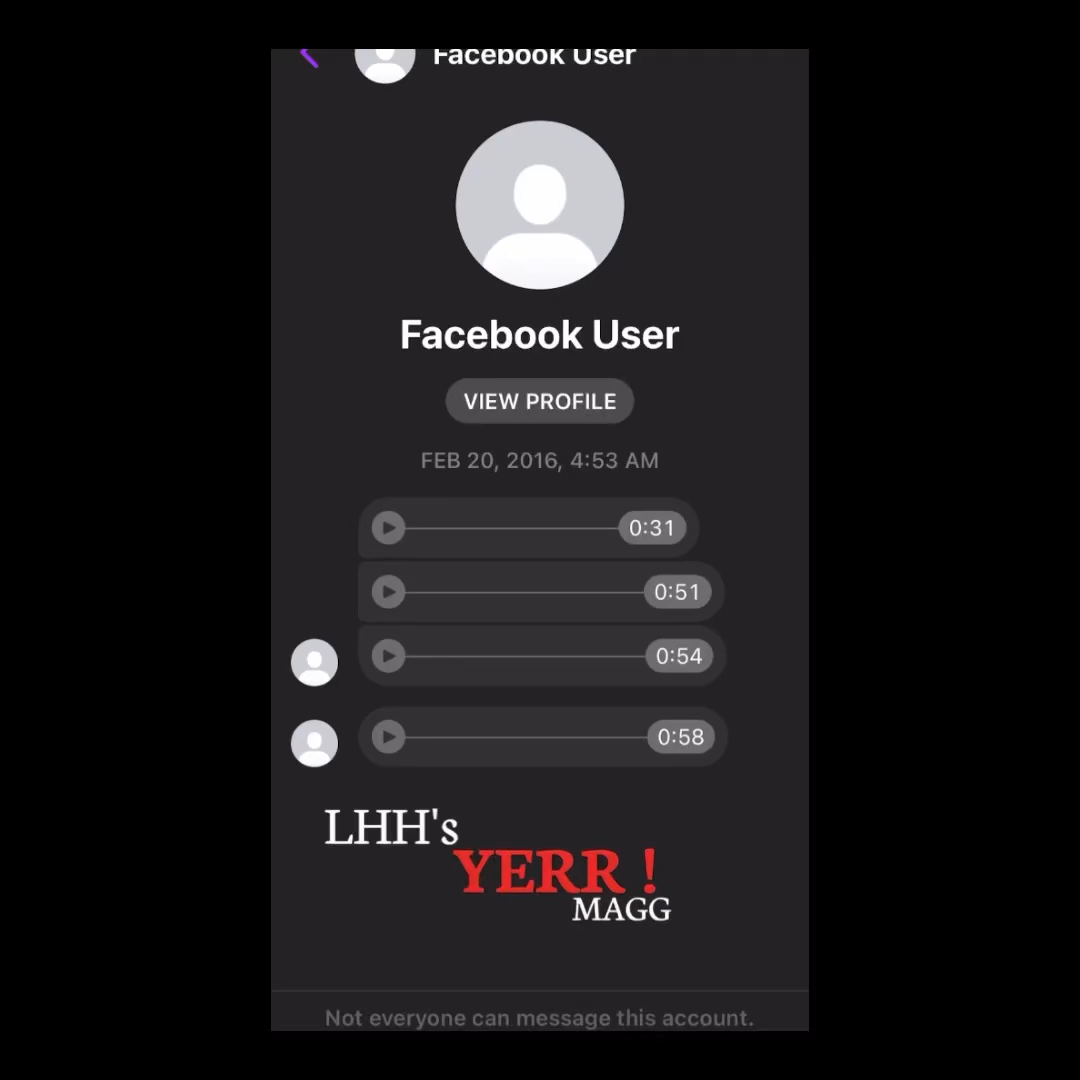 Facebook User
Facebook User
VIEW PROFILE
FEB 20, 2016, 4:53 AM
0:31
0:51
0:54
0:58
LHH's
YERR !
MAGG
Not everyone can message this account.